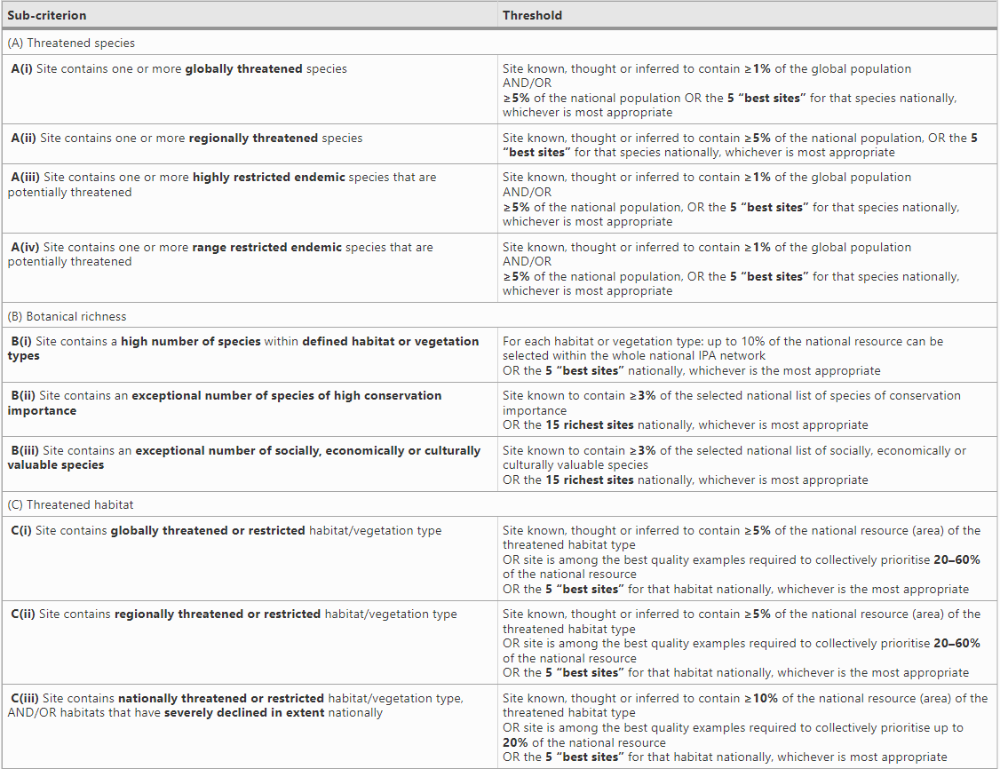 Sub-criterion
Threshold
(A) Threatened species
A(i) Site contains one or more globally threatened species
Site known, thought or inferred to contain ≥1% of the global population
AND/OR
≥5% of the national population OR the 5 “best sites” for that species nationally,
whichever is most appropriate
A(ii) Site contains one or more regionally threatened species
Site known, thought or inferred to contain ≥5% of the national population, OR the 5
“best sites” for that species nationally, whichever is most appropriate
A(iii) Site contains one or more highly restricted endemic species that are
potentially threatened
Site known, thought or inferred to contain ≥1% of the global population
AND/OR
≥5% of the national population, OR the 5 “best sites” for that species nationally,
whichever is most appropriate
A(iv) Site contains one or more range restricted endemic species that are
potentially threatened
Site known, thought or inferred to contain ≥1% of the global population
AND/OR
≥5% of the national population, OR the 5 “best sites” for that species nationally,
whichever is most appropriate
(B) Botanical richness
B(i) Site contains a high number of species within defined habitat or vegetation
types
For each habitat or vegetation type: up to 10% of the national resource can be
selected within the whole national IPA network
OR the 5 “best sites” nationally, whichever is the most appropriate
B(ii) Site contains an exceptional number of species of high conservation
importance
Site known to contain ≥3% of the selected national list of species of conservation
importance
OR the 15 richest sites nationally, whichever is most appropriate
B(iii) Site contains an exceptional number of socially, economically or culturally
valuable species
Site known to contain ≥3% of the selected national list of socially, economically or
culturally valuable species
OR the 15 richest sites nationally, whichever is most appropriate
(C) Threatened habitat
C(i) Site contains globally threatened or restricted habitat/vegetation type
Site known, thought or inferred to contain ≥5% of the national resource (area) of the
threatened habitat type
OR site is among the best quality examples required to collectively prioritise 20–60%
of the national resource
OR the 5 “best sites” for that habitat nationally, whichever is the most appropriate
C(ii) Site contains regionally threatened or restricted habitat/vegetation type
Site known, thought or inferred to contain ≥5% of the national resource (area) of the
threatened habitat type
OR site is among the best quality examples required to collectively prioritise 20–60%
of the national resource
OR the 5 “best sites” for that habitat nationally, whichever is the most appropriate
C(iii) Site contains nationally threatened or restricted habitat/vegetation type,
AND/OR habitats that have severely declined in extent nationally
Site known, thought or inferred to contain ≥10% of the national resource (area) of the
threatened habitat type
OR site is among the best quality examples required to collectively prioritise up to
20% of the national resource
OR the 5 “best sites” for that habitat nationally, whichever is most appropriate